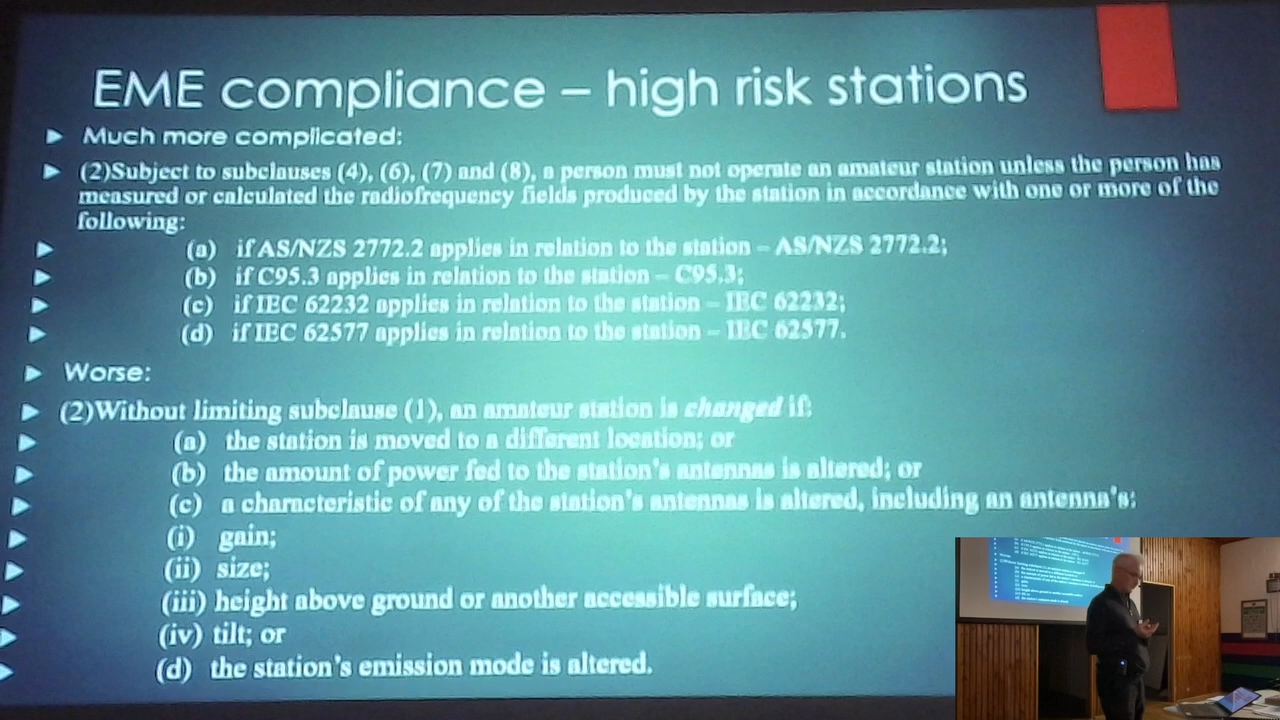 EME compliance – high risk stations
Much more complicated:
(2)Subject to subclauses (4), (6), (7) and (8), a person must not operate an amateur station unless the person has
measured or calculated the radiofrequency fields produced by the station in accordance with one or more of the
following:
(a) if AS/NZS 2772.2 applies in relation to the station – AS/NZS 2772.2;
(b) if C95.3 applies in relation to the station – C95.3;
(c) if IEC 62232 applies in relation to the station – IEC 62232;
(d) if IEC 62577 applies in relation to the station – IEC 62577.
Worse:
(2)Without limiting subclause (1), an amateur station is changed if:
(a) the station is moved to a different location; or
(b) the amount of power fed to the station's antennas is altered; or
(c) a characteristic of any of the station's antennas is altered, including an antenna's:
(i) gain;
(ii) size;
(iii) height above ground or another accessible surface;
(iv) tilt; or
(d) the station's emission mode is altered.